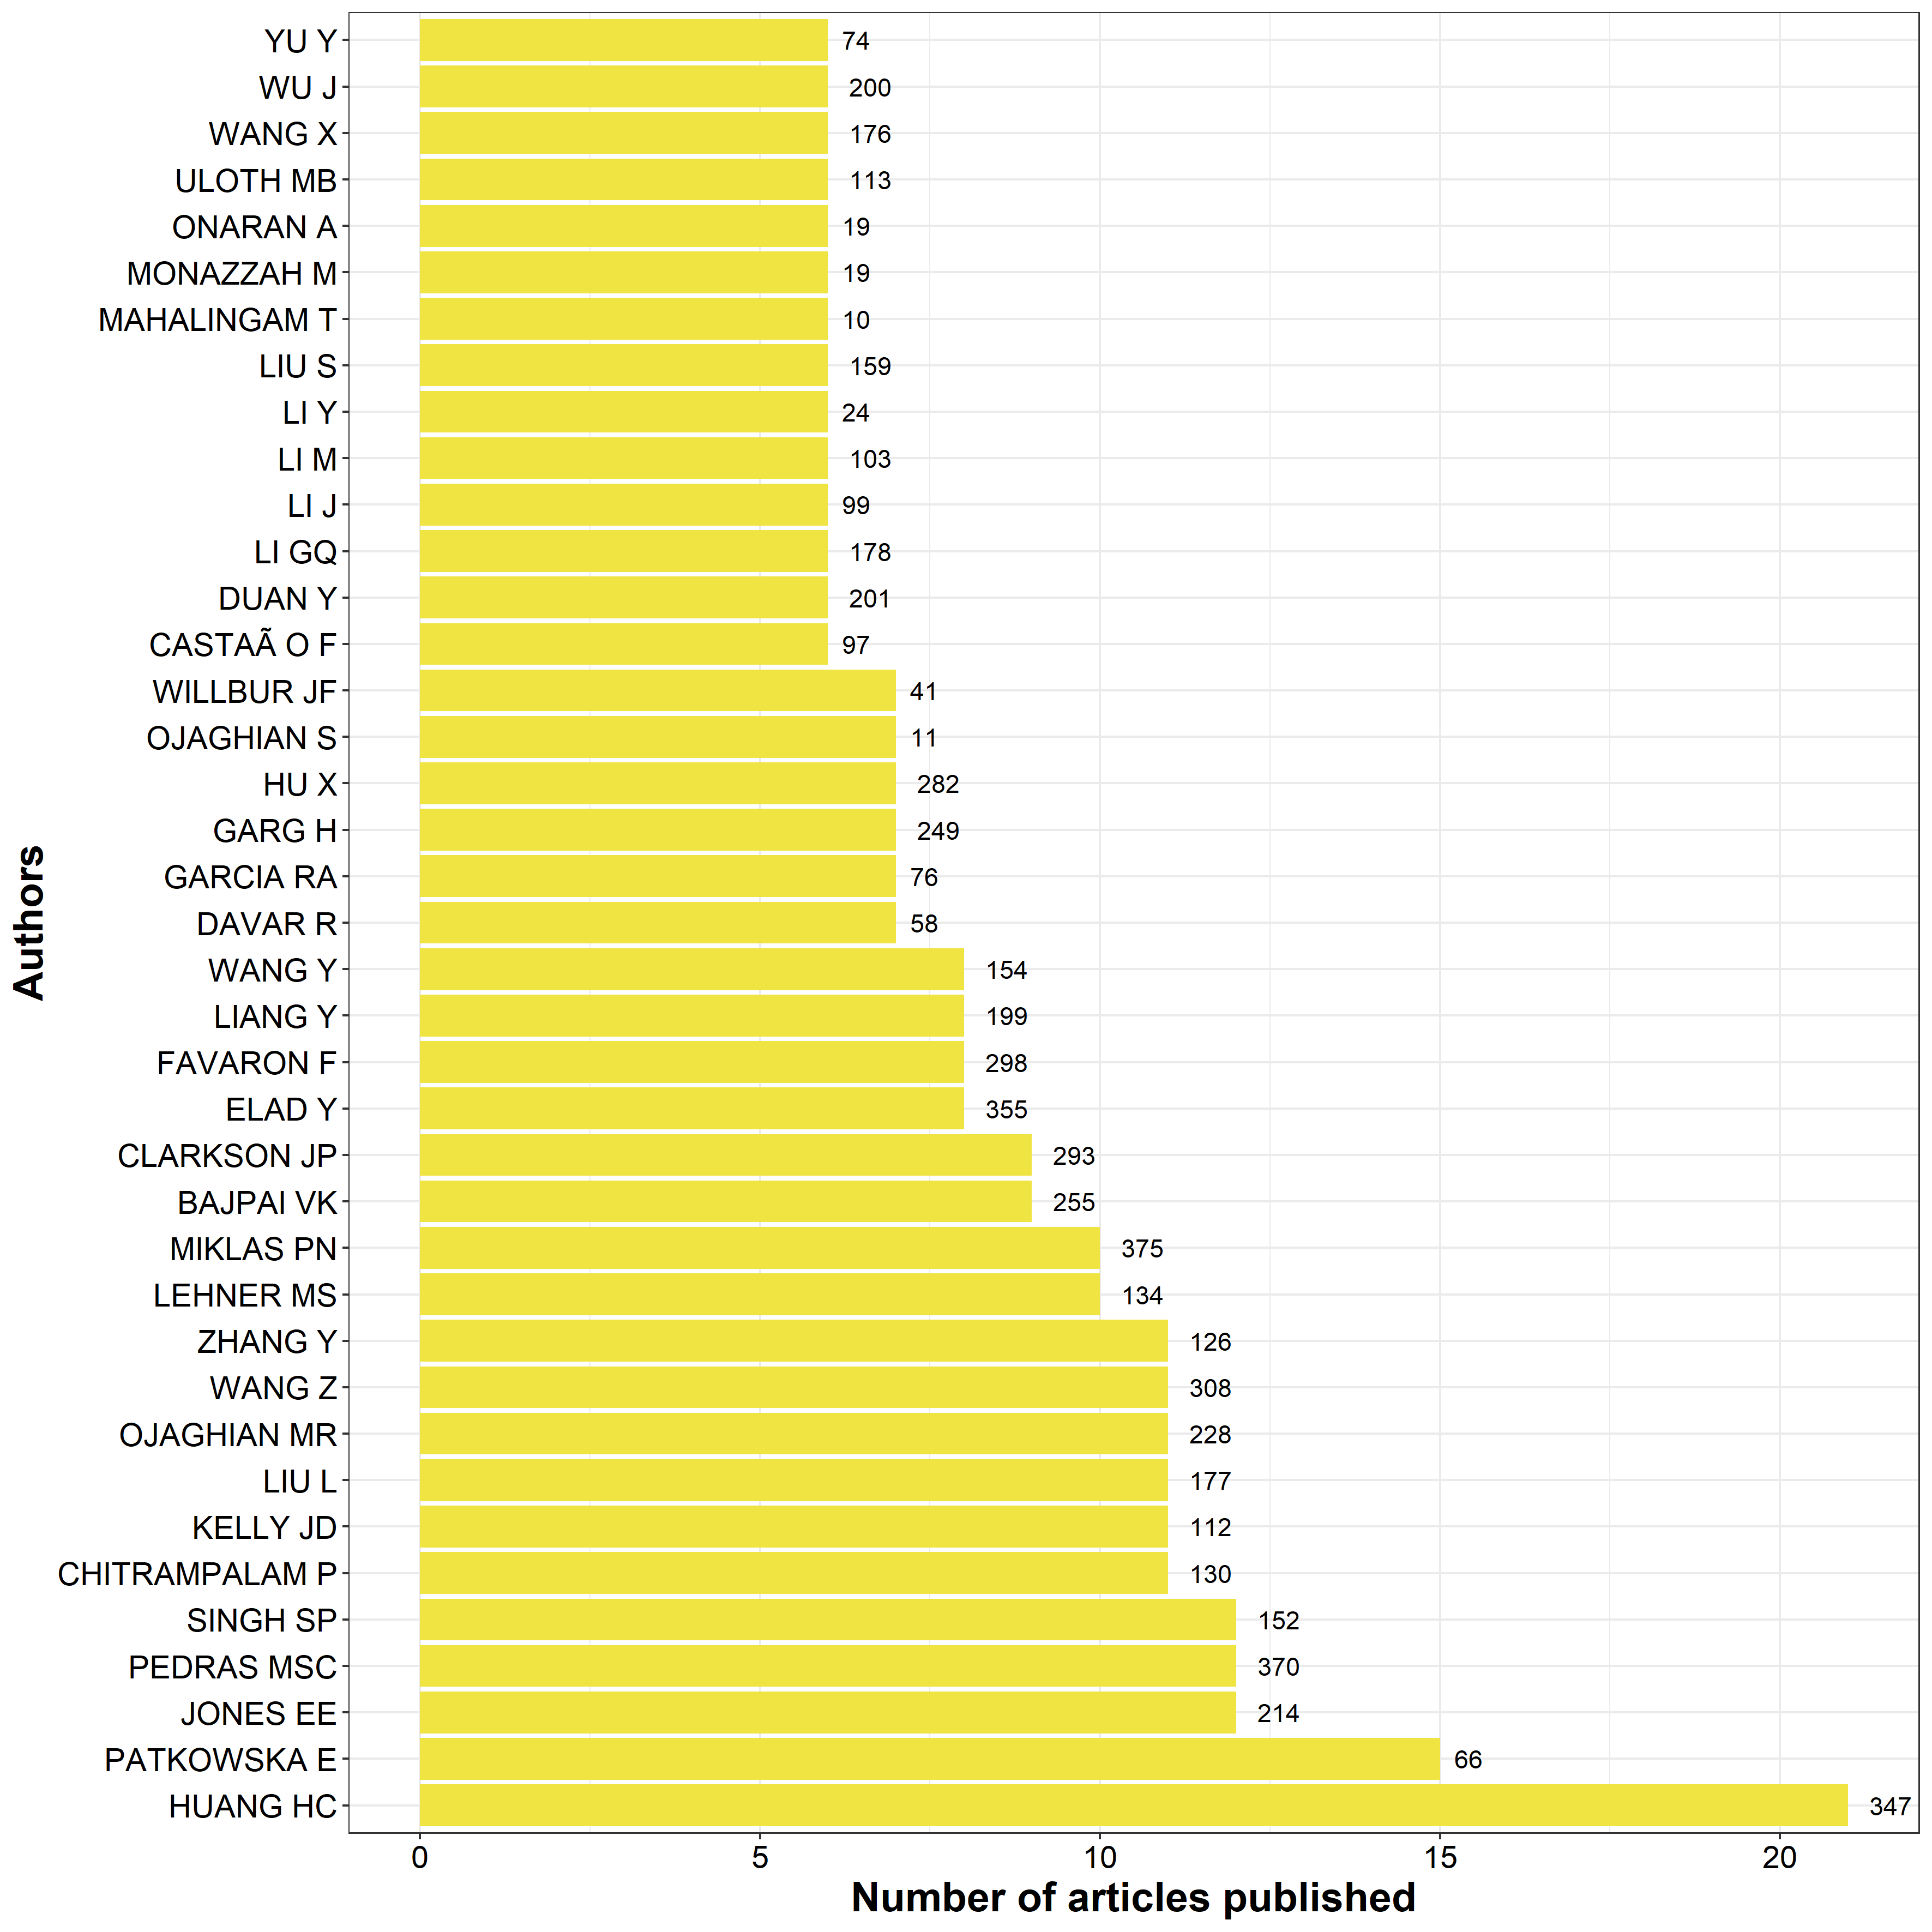 Authors
YU Y 74
WU J 200
WANG X 176
ULOTH MB 113
ONARAN A 19
MONAZZAH M 19
MAHALINGAM T 10
LIU S 159
LI Y 24
LI M 103
LI J 99
LI GQ 178
DUAN Y 201
CASTAÃ O F 97
WILLBUR JF 41
OJAGHIAN S 11
HU X 282
GARG H 249
GARCIA RA 76
DAVAR R 58
WANG Y 154
LIANG Y 199
FAVARON F 298
ELAD Y 355
CLARKSON JP 293
BAJPAI VK 255
MIKLAS PN 375
LEHNER MS 134
ZHANG Y 126
WANG Z 308
OJAGHIAN MR 228
LIU L 177
KELLY JD 112
CHITRAMPALAM P 130
SINGH SP 152
PEDRAS MSC 370
JONES EE 214
PATKOWSKA E 66
HUANG HC 347
0 5 10 15 20
Number of articles published